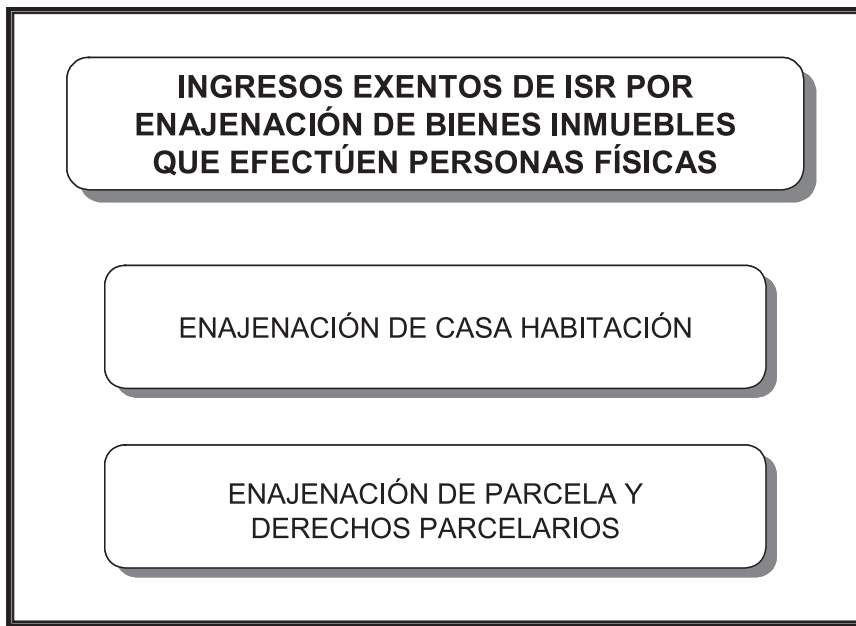 INGRESOS EXENTOS DE ISR POR
ENAJENACIÓN DE BIENES INMUEBLES
QUE EFECTÚEN PERSONAS FÍSICAS
ENAJENACIÓN DE CASA HABITACIÓN
ENAJENACIÓN DE PARCELA Y
DERECHOS PARCELARIOS